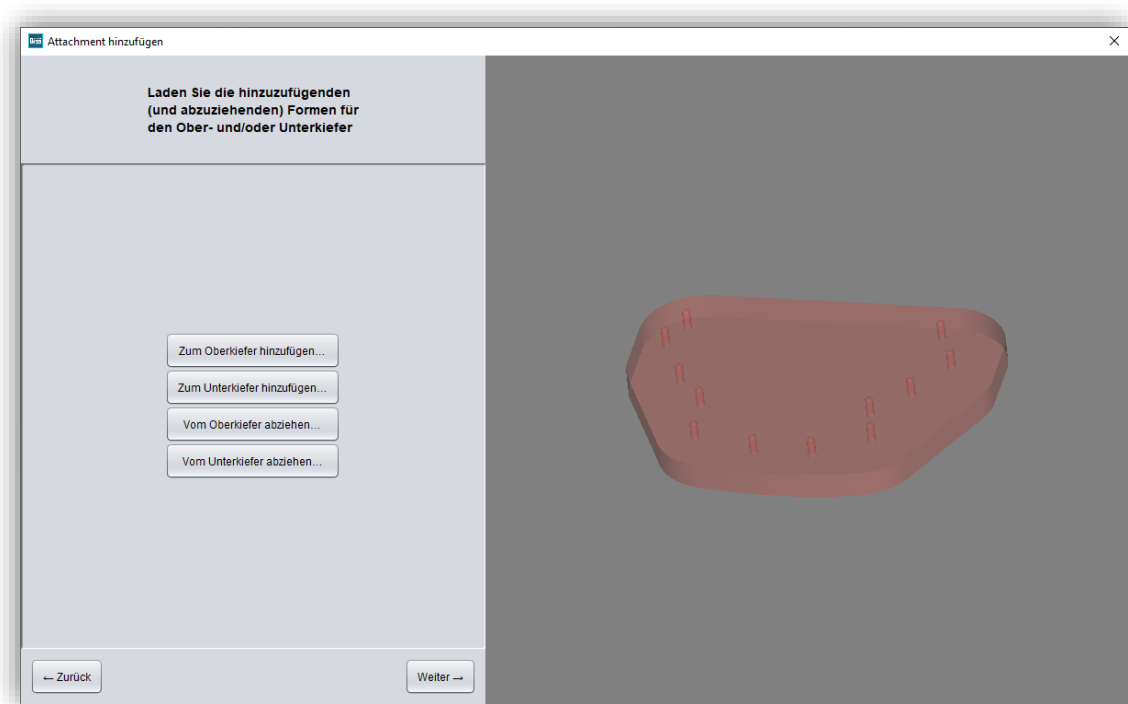 Attachment hinzufügen
Laden Sie die hinzuzufügenden
(und abzuziehenden) Formen für
den Ober- und/oder Unterkiefer
Zum Oberkiefer hinzufügen...
Zum Unterkiefer hinzufügen...
Vom Oberkiefer abziehen...
Vom Unterkiefer abziehen...
← Zurück
Weiter →